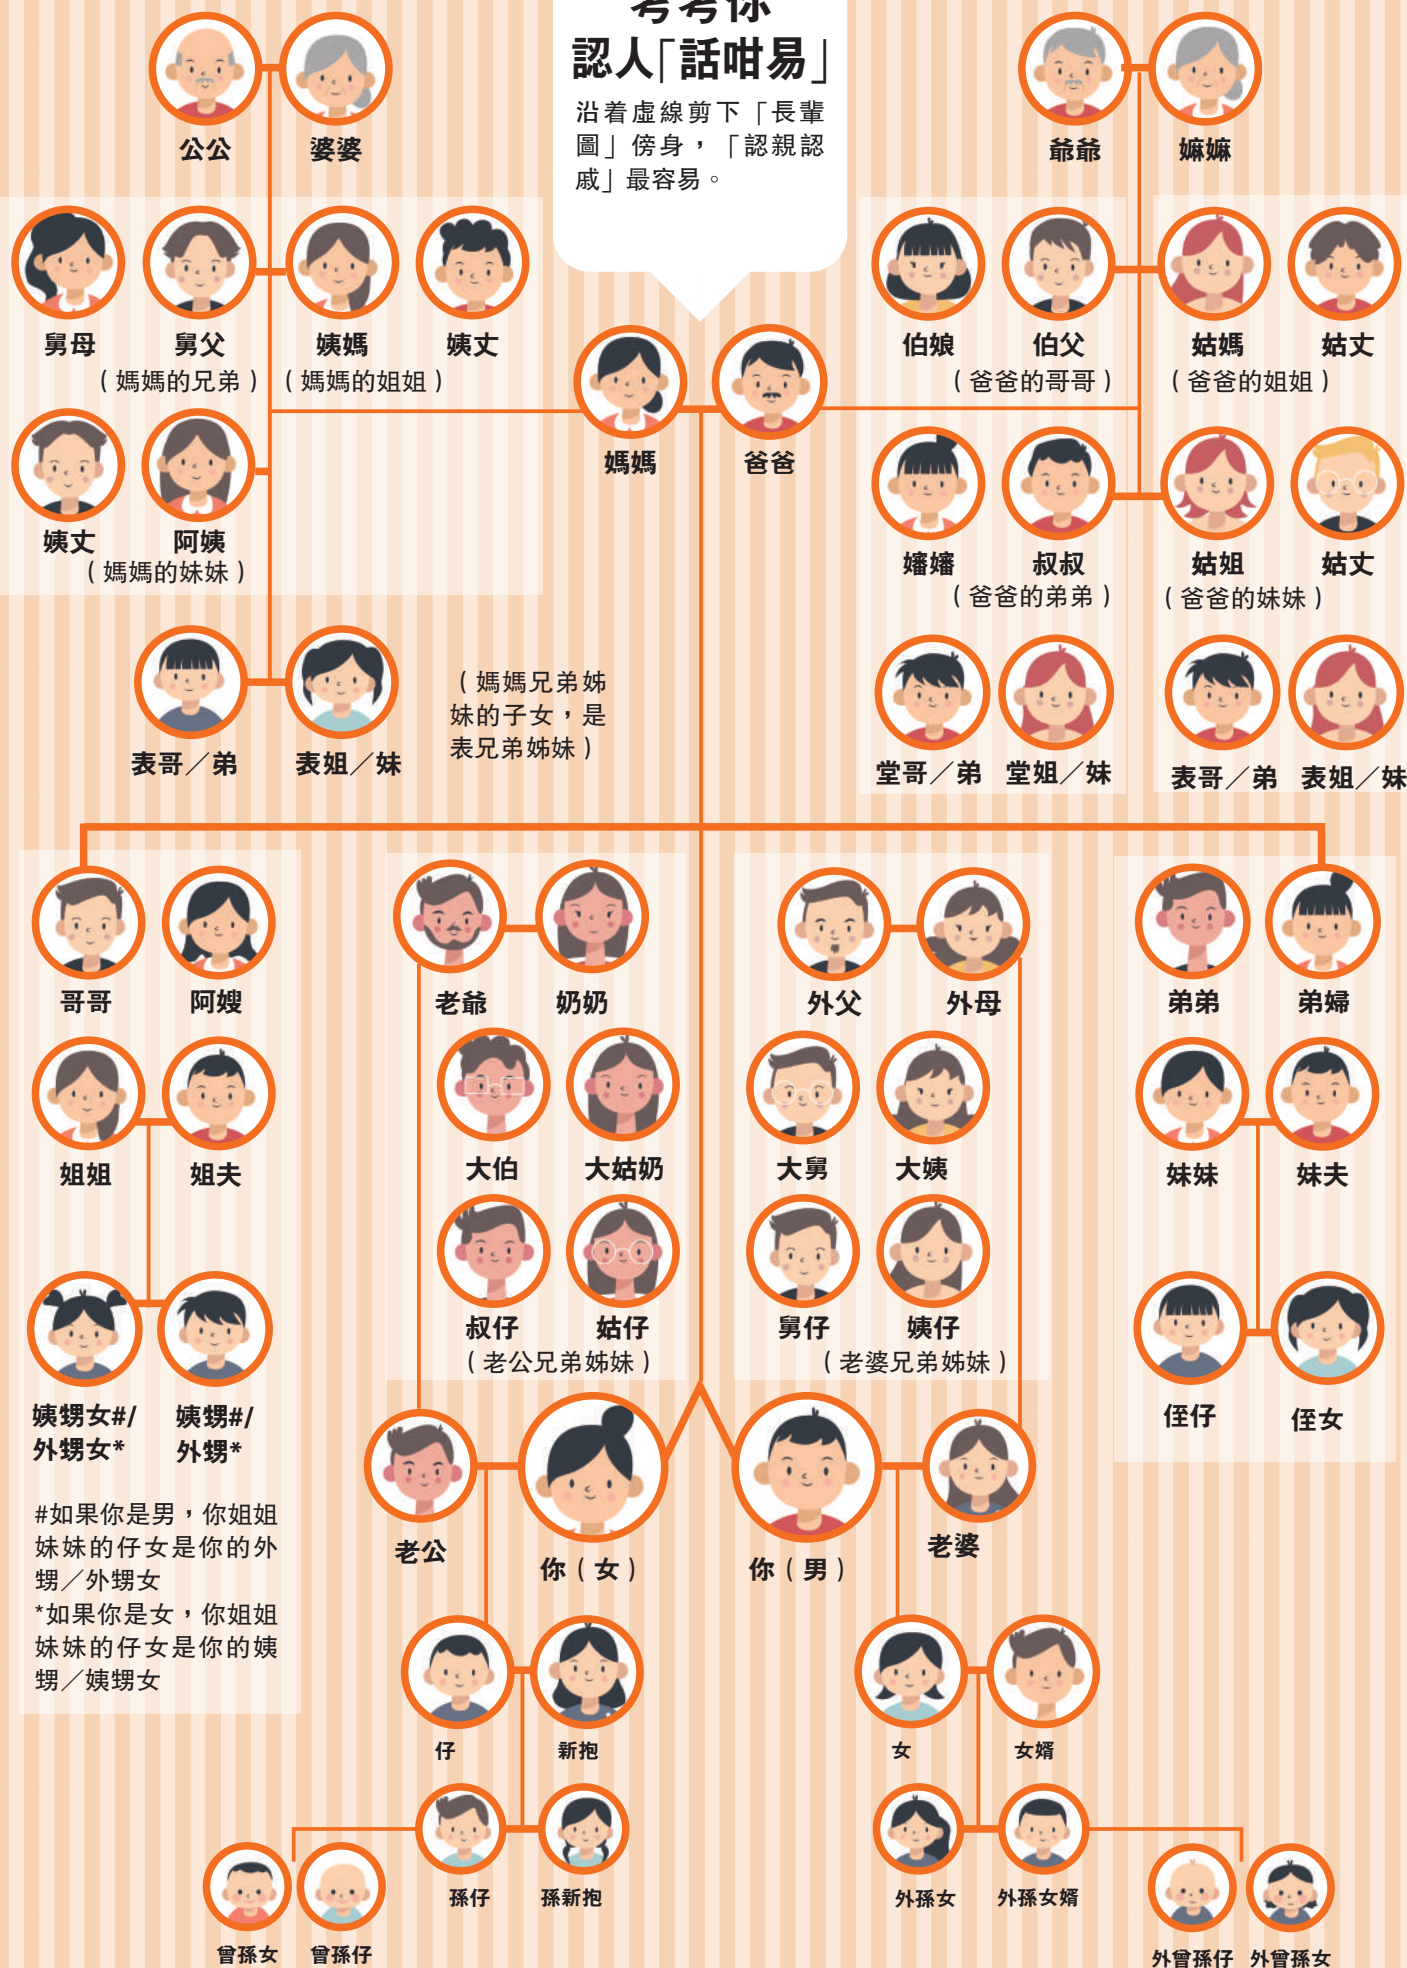 考考你
認人「話咁易」
沿着虛線剪下「長輩
圖」傍身，「認親認
戚」最容易。
公公 婆婆
爺爺 嫲嫲
舅母 舅父 姨媽 姨丈
(媽媽的兄弟) (媽媽的姐姐)
伯娘 伯父 姑媽 姑丈
(爸爸的哥哥) (爸爸的姐姐)
媽媽 爸爸
姨丈 阿姨
(媽媽的妹妹)
嬸嬸 叔叔 姑姐 姑丈
(爸爸的弟弟) (爸爸的妹妹)
表哥／弟 表姐／妹
(媽媽兄弟姊
妹的子女，是
表兄弟姊妹)
堂哥／弟 堂姐／妹 表哥／弟 表姐／妹
哥哥 阿嫂
姐姐 姐夫
姨甥女#/ 姨甥#/
外甥女* 外甥*
#如果你是男，你姐姐
妹妹的仔女是你的外
甥／外甥女
*如果你是女，你姐姐
妹妹的仔女是你的姨
甥／姨甥女
老爺 奶奶
大伯 大姑奶
叔仔 姑仔
(老公兄弟姊妹)
外父 外母
大舅 大姨
舅仔 姨仔
(老婆兄弟姊妹)
弟弟 弟婦
妹妹 妹夫
侄仔 侄女
老公 你(女) 你(男) 老婆
仔 新抱 女 女婿
孫仔 孫新抱 外孫女 外孫女婿
曾孫女 曾孫仔 外曾孫仔 外曾孫女